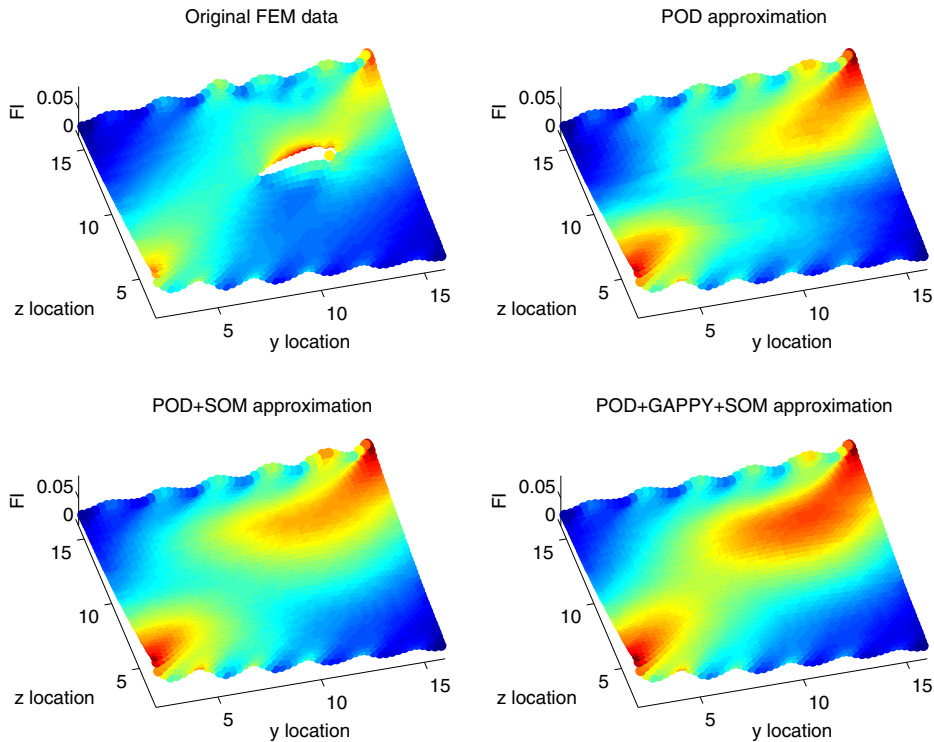 Original FEM data
FI
0.05
0
15
10
5
z location
5
10
15
y location
POD approximation
FI
0.05
0
15
10
5
z location
5
10
15
y location
POD+SOM approximation
FI
0.05
0
15
10
5
z location
5
10
15
y location
POD+GAPPY+SOM approximation
FI
0.05
0
15
10
5
z location
5
10
15
y location